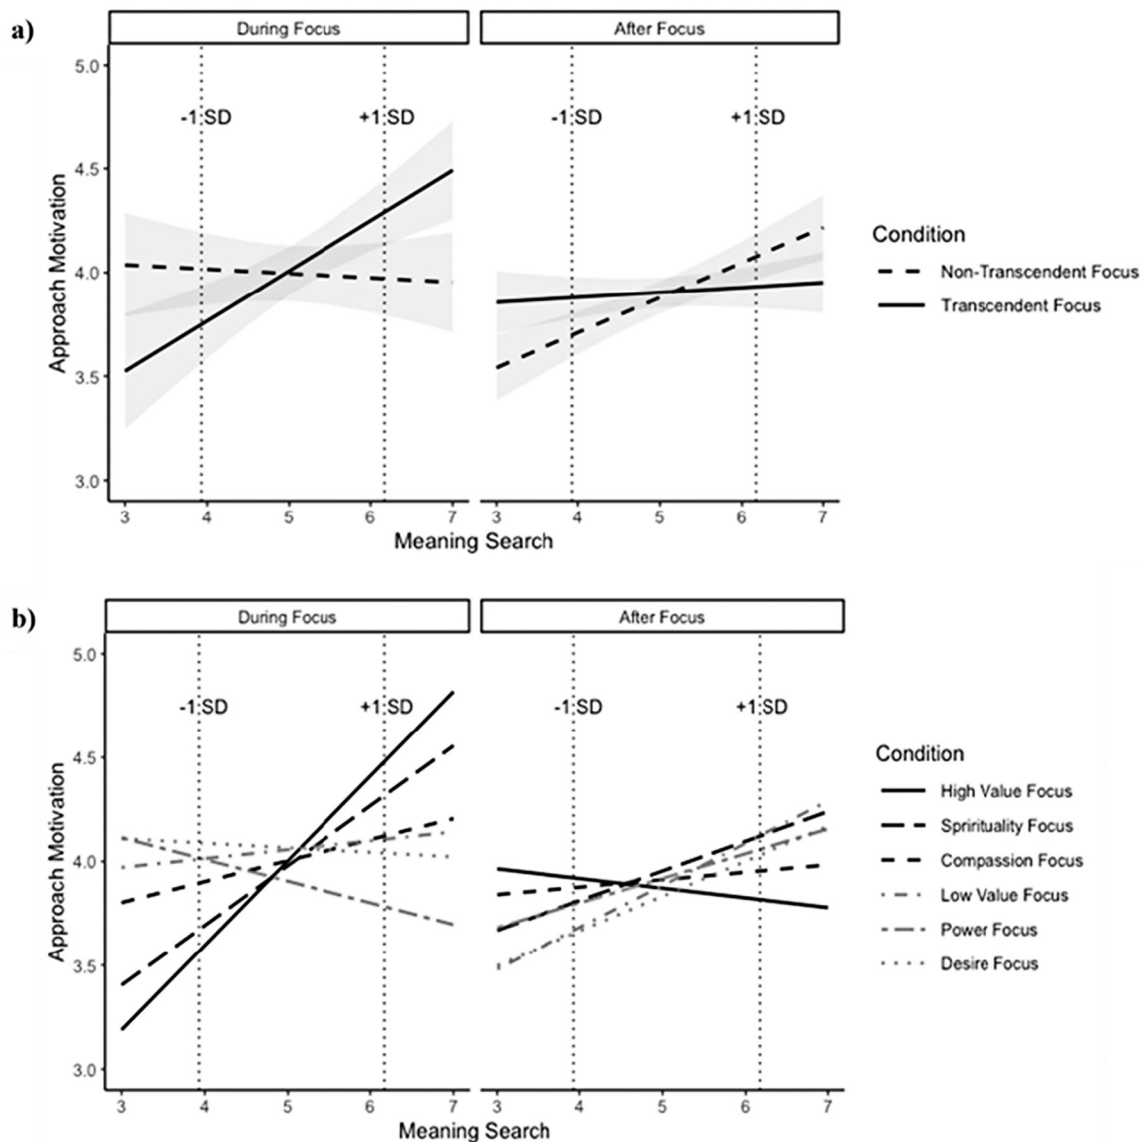 a)
During Focus
After Focus
5.0
4.5
4.0
3.5
3.0
Approach Motivation
-1 SD
+1 SD
-1 SD
+1 SD
3 4 5 6 7
3 4 5 6 7
Meaning Search
Condition
Non-Transcendent Focus
Transcendent Focus
b)
During Focus
After Focus
5.0
4.5
4.0
3.5
3.0
Approach Motivation
-1 SD
+1 SD
-1 SD
+1 SD
3 4 5 6 7
3 4 5 6 7
Meaning Search
Condition
High Value Focus
Sprirituality Focus
Compassion Focus
Low Value Focus
Power Focus
Desire Focus